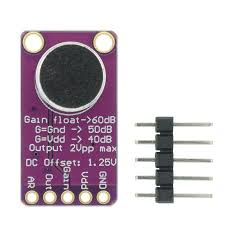 Gain float->60dB
G=Gnd -> 50dB
G=Vdd -> 40dB
Output 2Vpp max
DC Offset: 1.25V
AR Out Gain Vdd GND